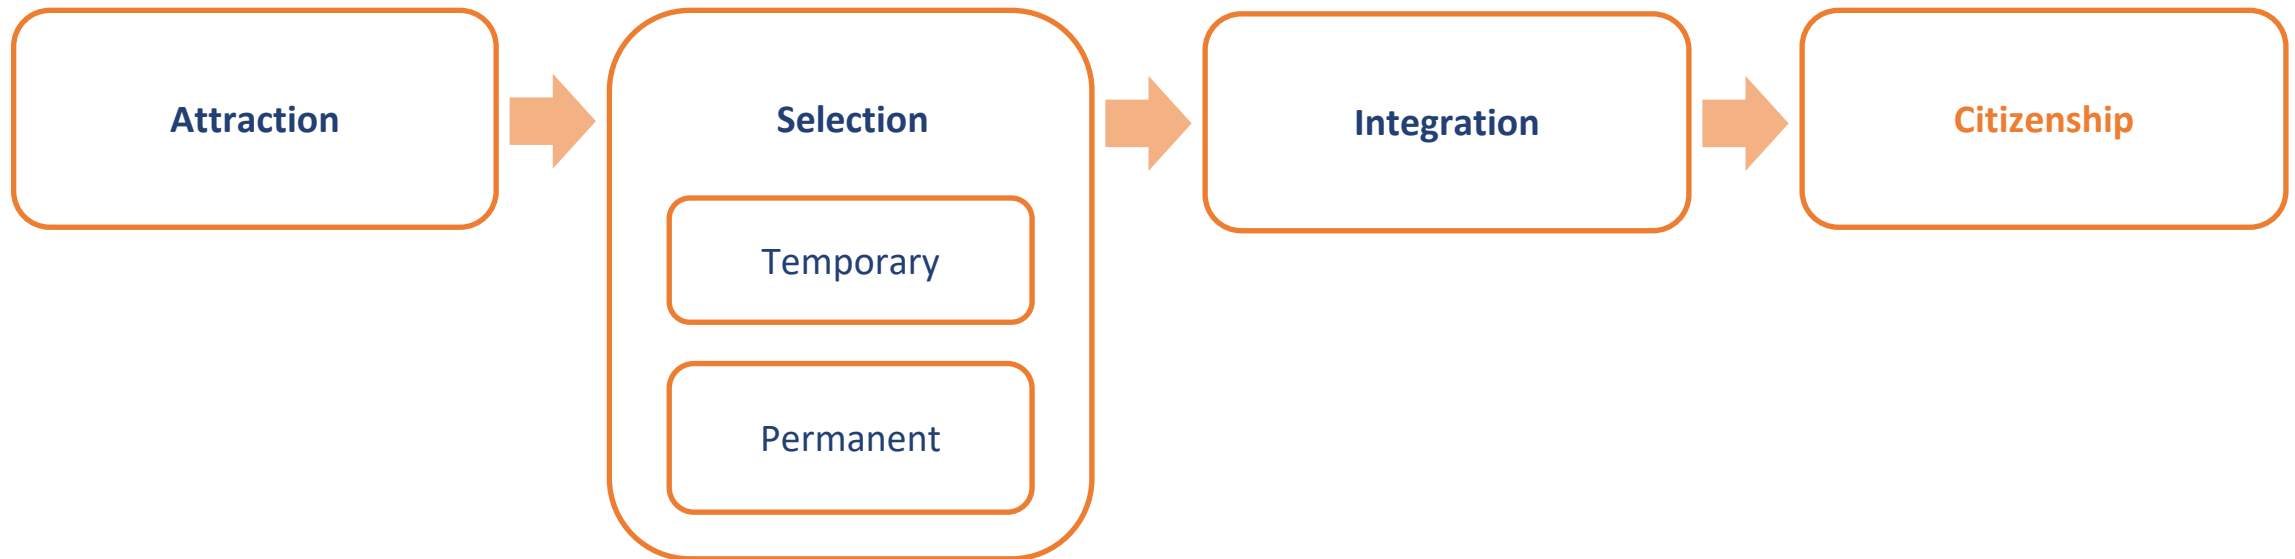 Attraction
Selection
Temporary
Permanent
Integration
Citizenship